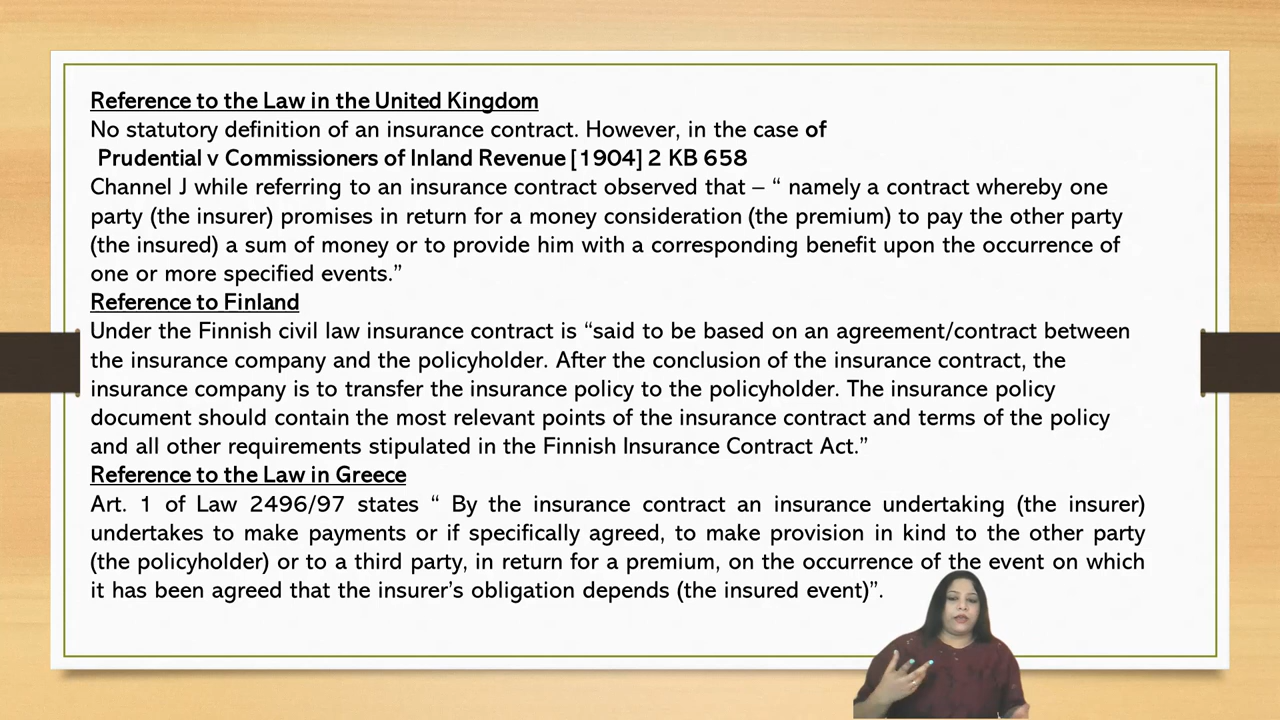 Reference to the Law in the United Kingdom
No statutory definition of an insurance contract. However, in the case of
Prudential v Commissioners of Inland Revenue [1904] 2 KB 658
Channel J while referring to an insurance contract observed that – “ namely a contract whereby one
party (the insurer) promises in return for a money consideration (the premium) to pay the other party
(the insured) a sum of money or to provide him with a corresponding benefit upon the occurrence of
one or more specified events.”
Reference to Finland
Under the Finnish civil law insurance contract is “said to be based on an agreement/contract between
the insurance company and the policyholder. After the conclusion of the insurance contract, the
insurance company is to transfer the insurance policy to the policyholder. The insurance policy
document should contain the most relevant points of the insurance contract and terms of the policy
and all other requirements stipulated in the Finnish Insurance Contract Act.”
Reference to the Law in Greece
Art. 1 of Law 2496/97 states “ By the insurance contract an insurance undertaking (the insurer)
undertakes to make payments or if specifically agreed, to make provision in kind to the other party
(the policyholder) or to a third party, in return for a premium, on the occurrence of the event on which
it has been agreed that the insurer’s obligation depends (the insured event)”.